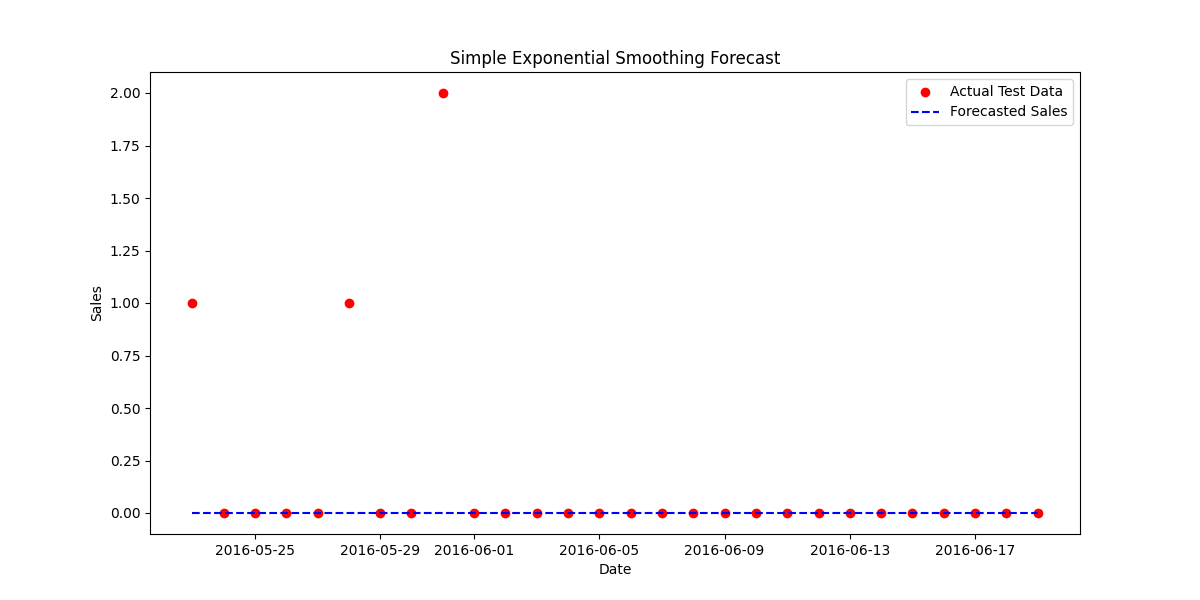 Simple Exponential Smoothing Forecast
Actual Test Data
Forecasted Sales
2.00
1.75
1.50
1.25
1.00
0.75
0.50
0.25
0.00
Sales
2016-05-25 2016-05-29 2016-06-01 2016-06-05 2016-06-09 2016-06-13 2016-06-17
Date